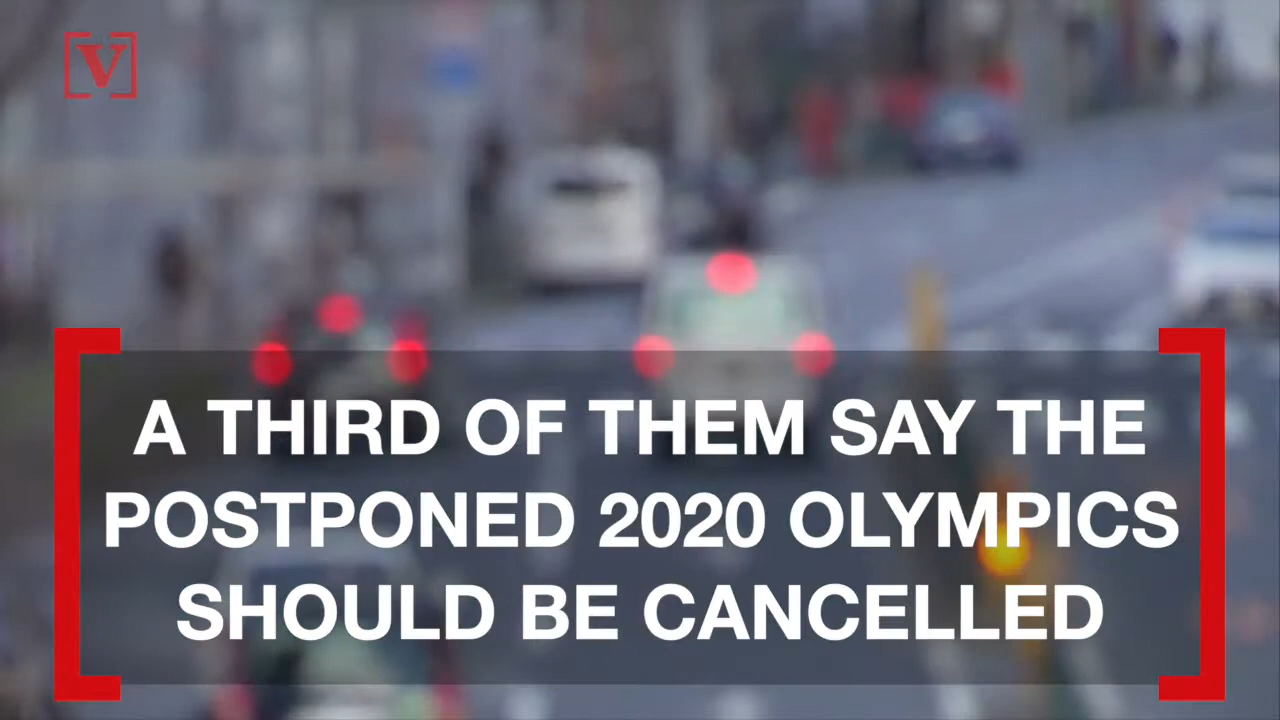 V
A THIRD OF THEM SAY THE
POSTPONED 2020 OLYMPICS
SHOULD BE CANCELLED